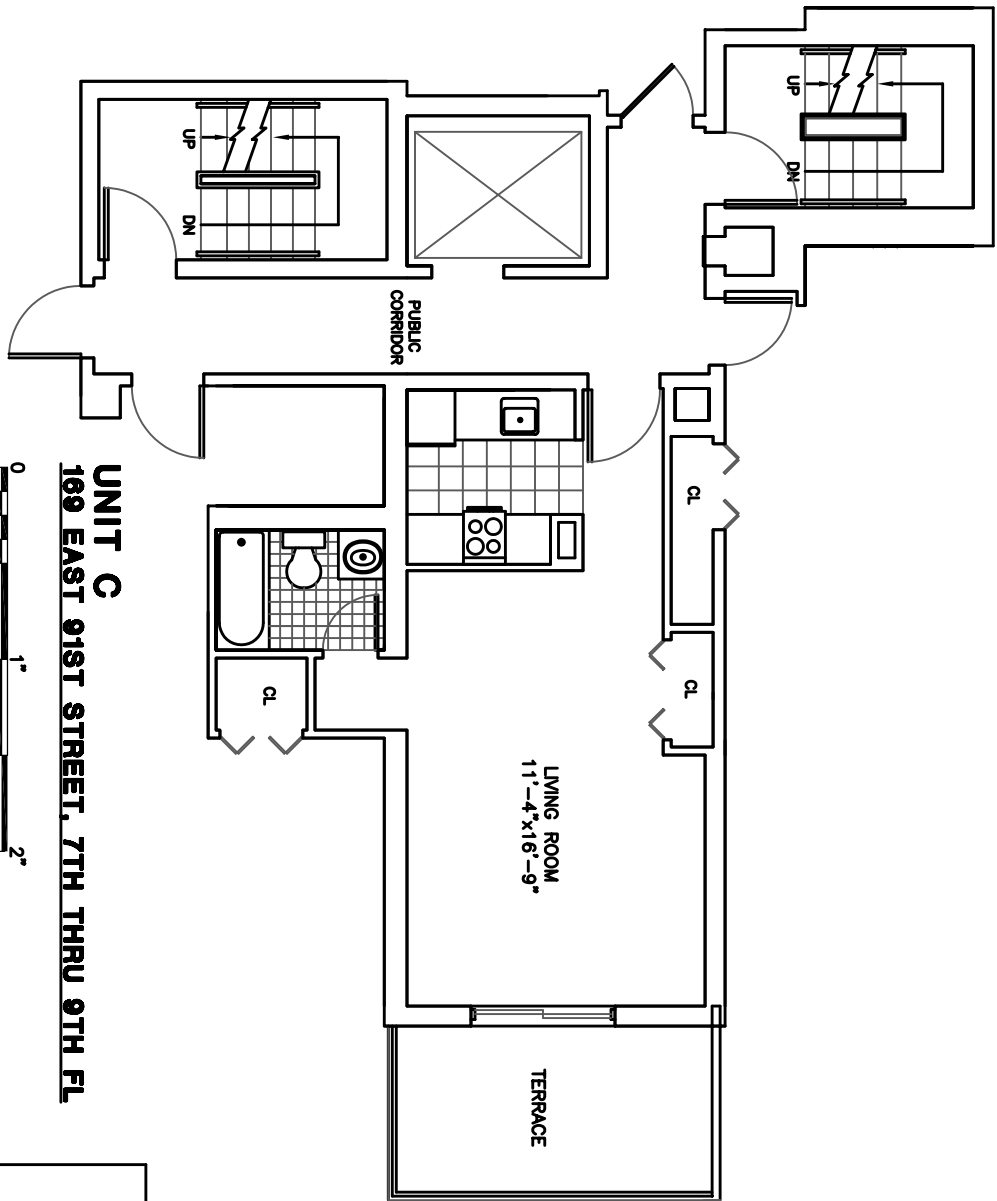 UP
DN
UP
DN
PUBLIC
CORRIDOR
CL
CL
CL
LIVING ROOM
11'-4"x16'-9"
TERRACE
UNIT C
169 EAST 91ST STREET, 7TH THRU 9TH FL
0 1" 2"